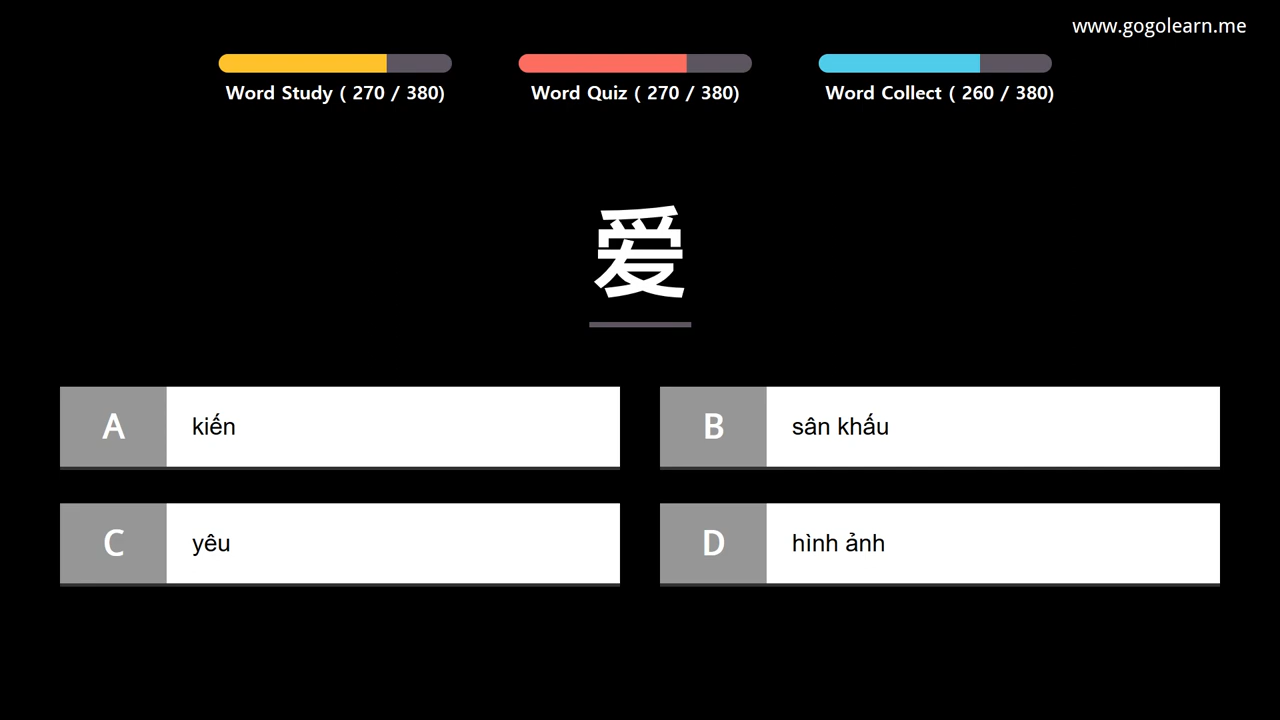 www.gogolearn.me
Word Study ( 270 / 380)
Word Quiz ( 270 / 380)
Word Collect ( 260 / 380)
爱
A kiến
B sân khấu
C yêu
D hình ảnh